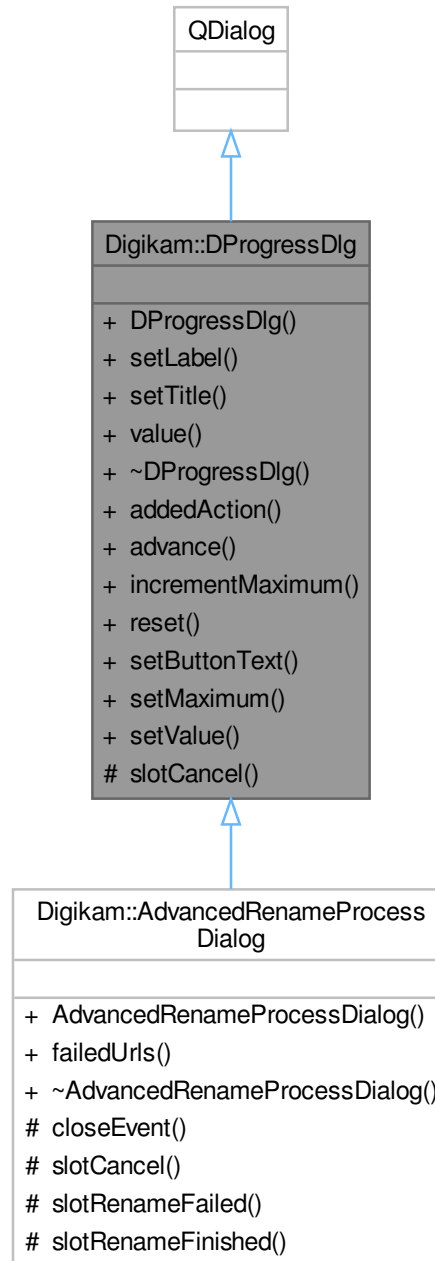 QDialog
Digikam::DProgressDlg
+ DProgressDlg()
+ setLabel()
+ setTitle()
+ value()
+ ~DProgressDlg()
+ addedAction()
+ advance()
+ incrementMaximum()
+ reset()
+ setButtonText()
+ setMaximum()
+ setValue()
# slotCancel()
Digikam::AdvancedRenameProcess
Dialog
+ AdvancedRenameProcessDialog()
+ failedUrls()
+ ~AdvancedRenameProcessDialog()
# closeEvent()
# slotCancel()
# slotRenameFailed()
# slotRenameFinished()